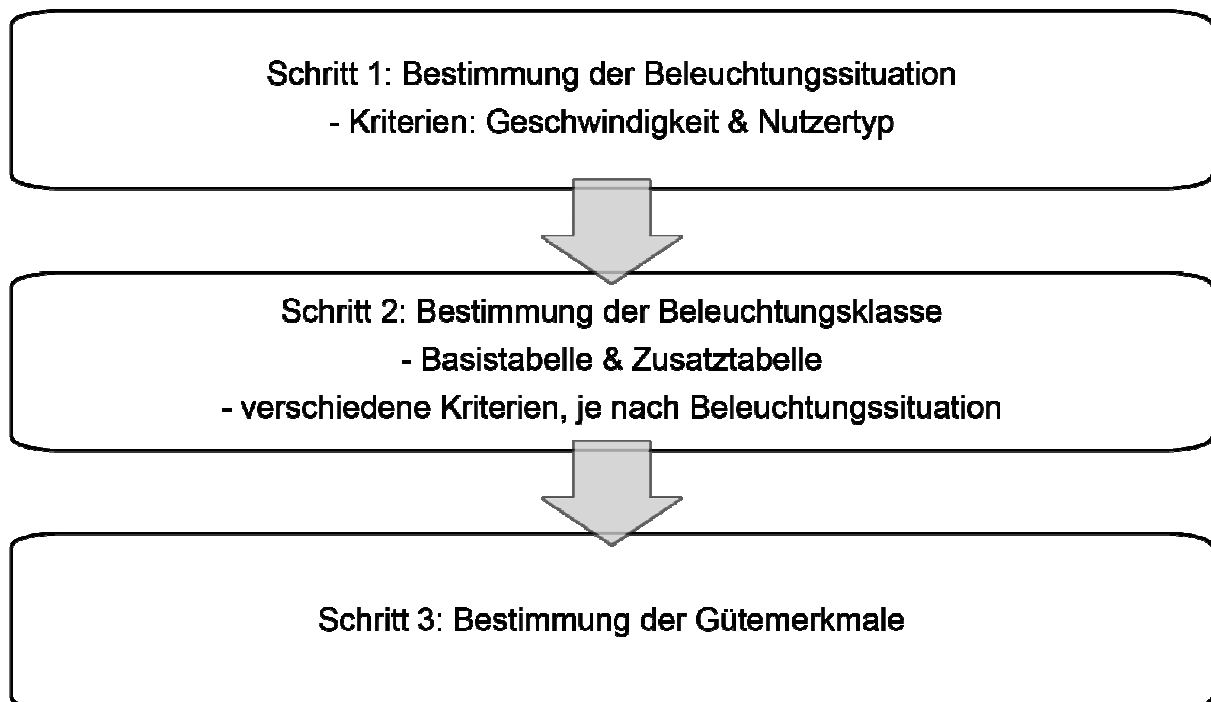 Schritt 1: Bestimmung der Beleuchtungssituation
- Kriterien: Geschwindigkeit & Nutzertyp
Schritt 2: Bestimmung der Beleuchtungsklasse
- Basistabelle & Zusatztabelle
- verschiedene Kriterien, je nach Beleuchtungssituation
Schritt 3: Bestimmung der Gütemerkmale